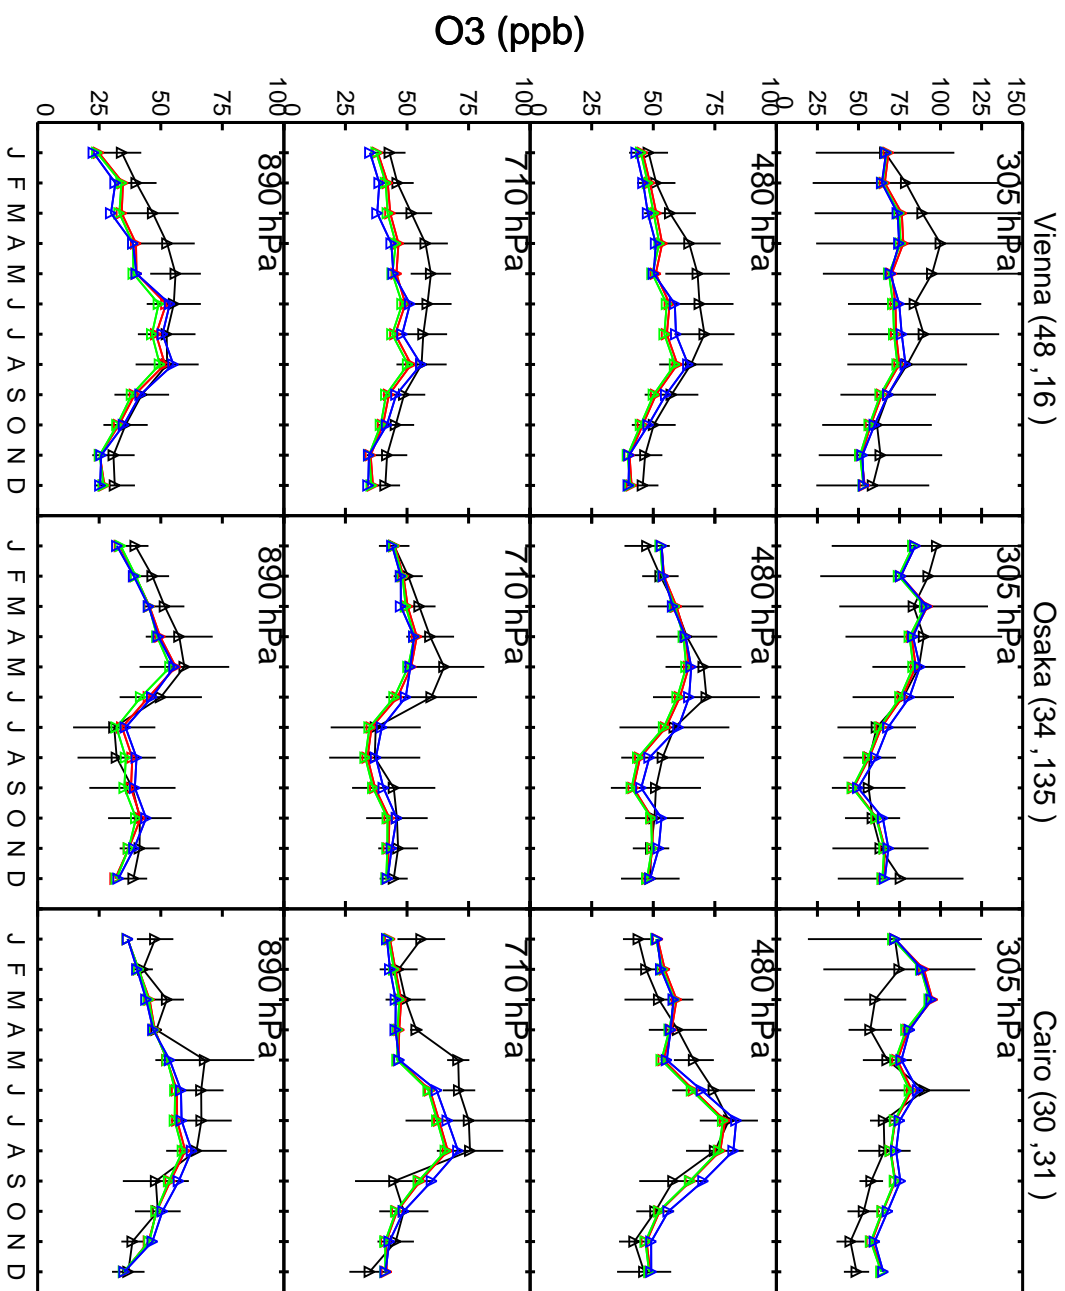 O3 (ppb)
Vienna (48 ,16 )
Osaka (34 ,135 )
Cairo (30 ,31 )
150
125
100
75
50
25
0
305 hPa
305 hPa
305 hPa
100
75
50
25
0
480 hPa
480 hPa
480 hPa
100
75
50
25
0
710 hPa
710 hPa
710 hPa
100
75
50
25
0
890 hPa
890 hPa
890 hPa
J F M A M J J A S O N D
J F M A M J J A S O N D
J F M A M J J A S O N D